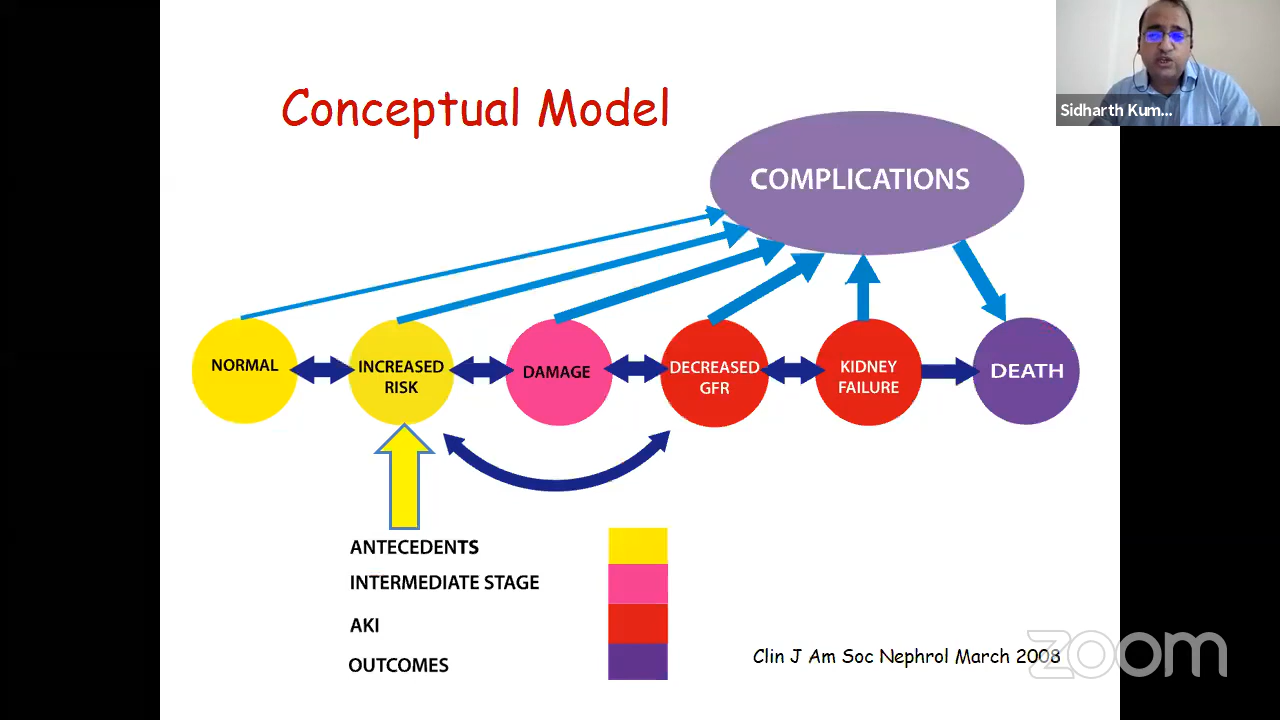 Sidharth Kum...
Conceptual Model
COMPLICATIONS
NORMAL
INCREASED
RISK
DAMAGE
DECREASED
GFR
KIDNEY
FAILURE
DEATH
ANTECEDENTS
INTERMEDIATE STAGE
AKI
OUTCOMES
Clin J Am Soc Nephrol March 2008
zoom